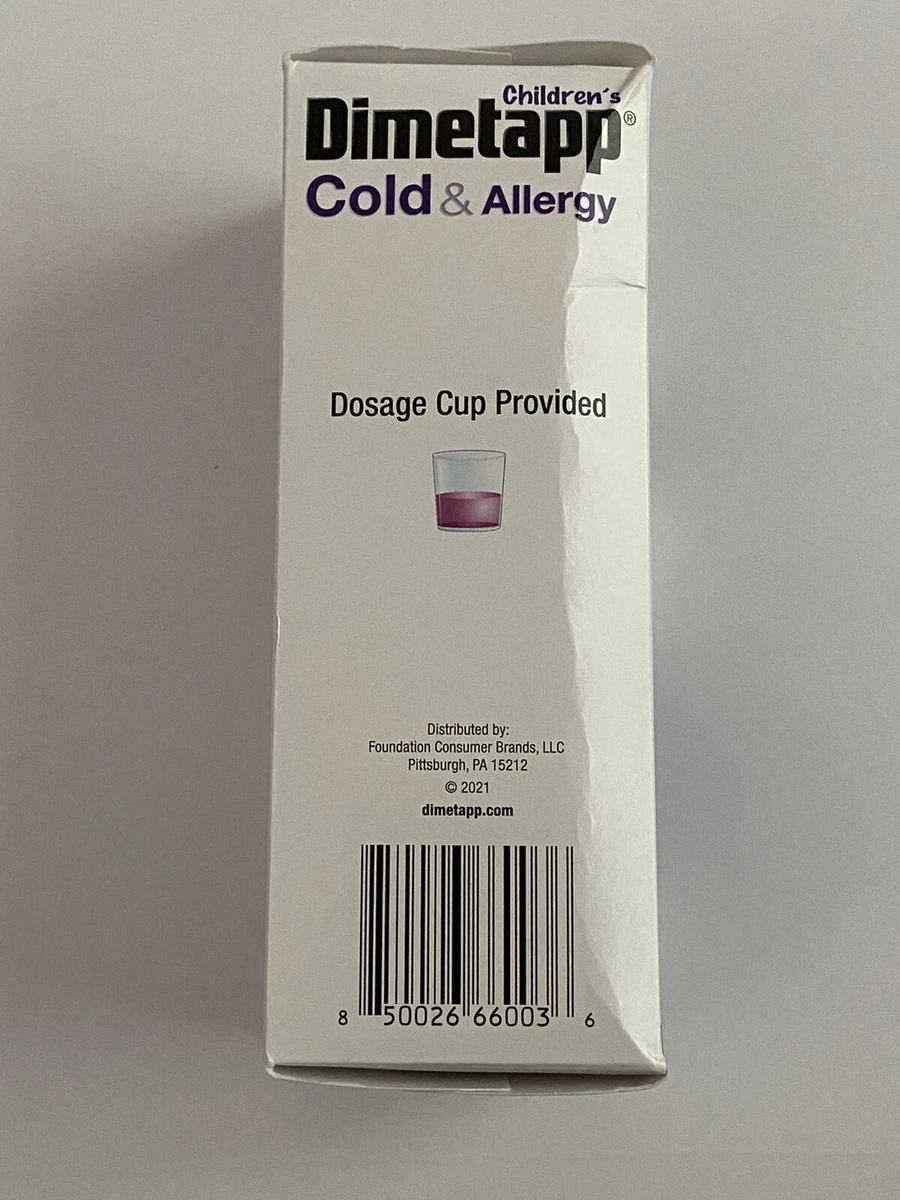 Children's
Dimetapp®
Cold & Allergy
Dosage Cup Provided
Distributed by:
Foundation Consumer Brands, LLC
Pittsburgh, PA 15212
© 2021
dimetapp.com
8 50026 66003 6